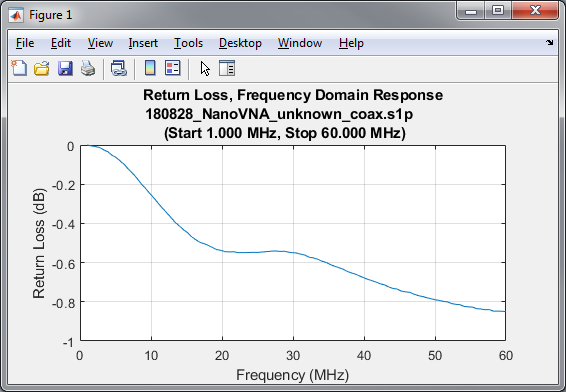 Figure 1
File Edit View Insert Tools Desktop Window Help
Return Loss, Frequency Domain Response
180828_NanoVNA_unknown_coax.s1p
(Start 1.000 MHz, Stop 60.000 MHz)
Return Loss (dB)
0
-0.2
-0.4
-0.6
-0.8
-1
0 10 20 30 40 50 60
Frequency (MHz)